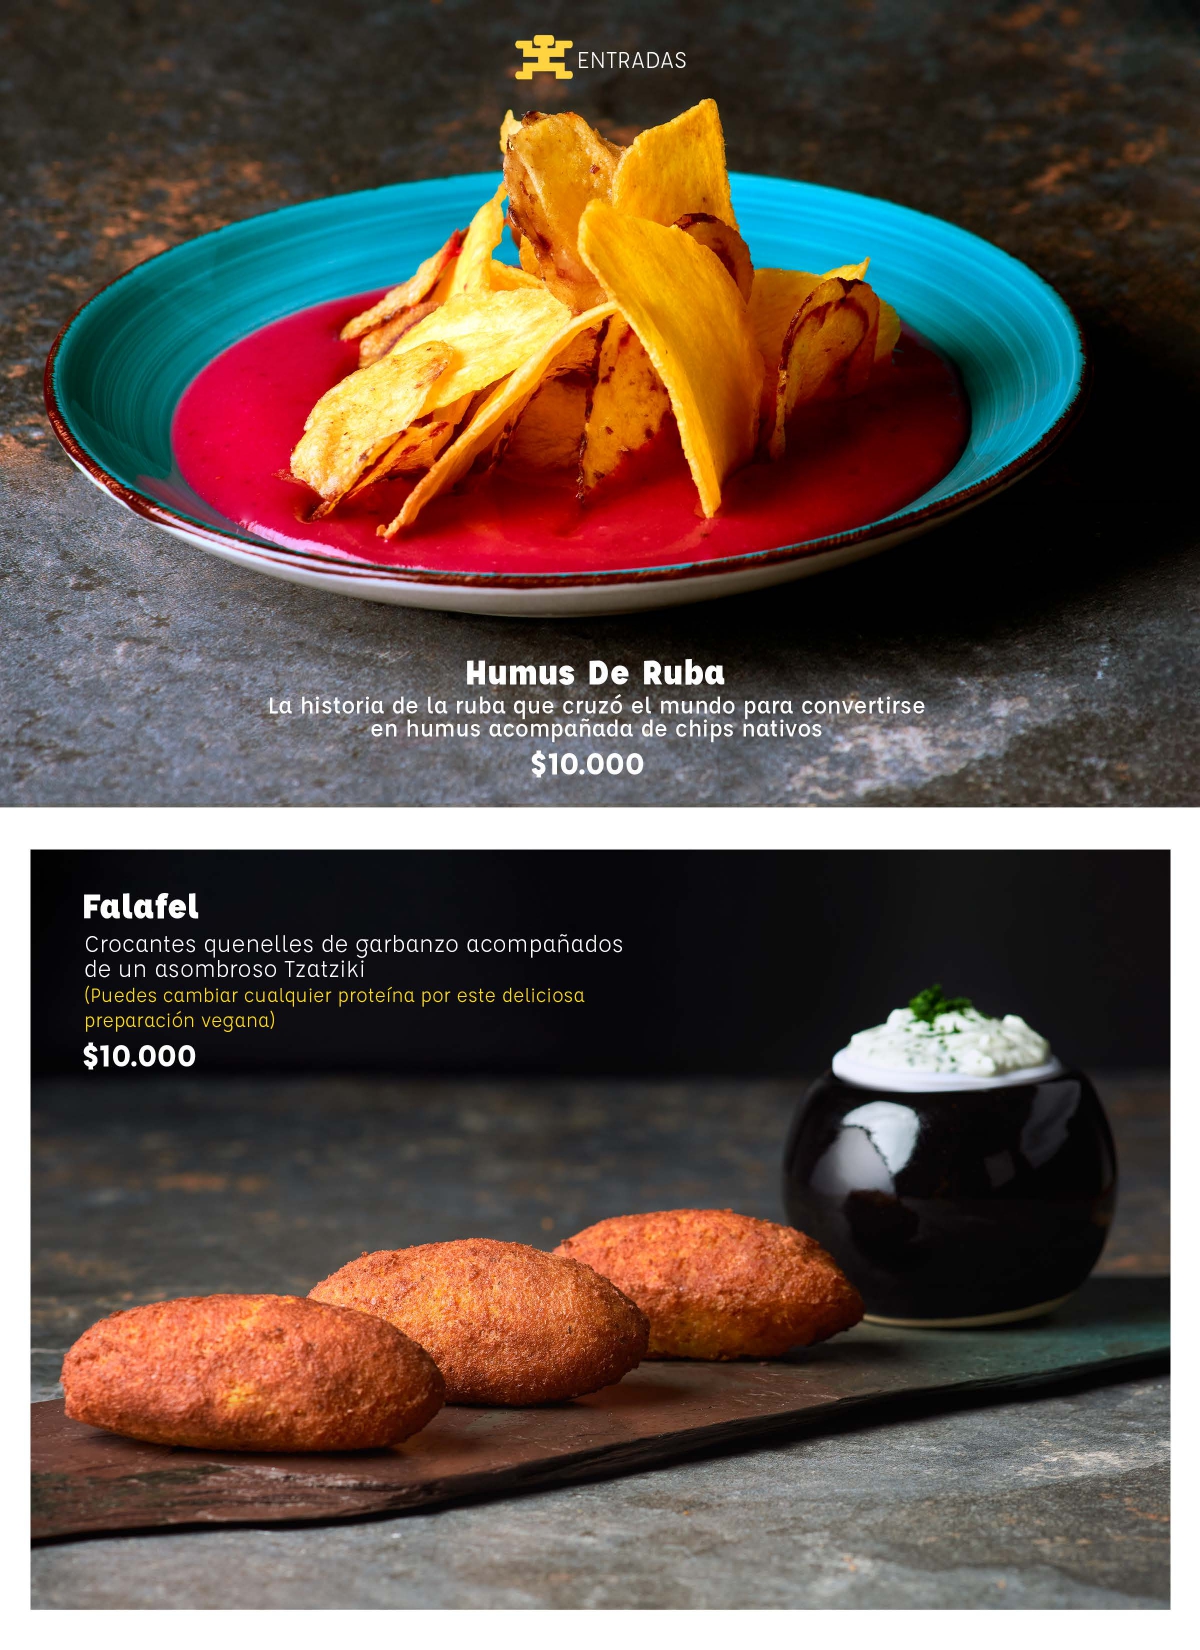 ENTRADAS
Humus De Ruba
La historia de la ruba que cruzó el mundo para convertirse
en humus acompañada de chips nativos
$10.000
Falafel
Crocantes quenelles de garbanzo acompañados
de un asombroso Tzatziki
(Puedes cambiar cualquier proteína por este deliciosa
preparación vegana)
$10.000